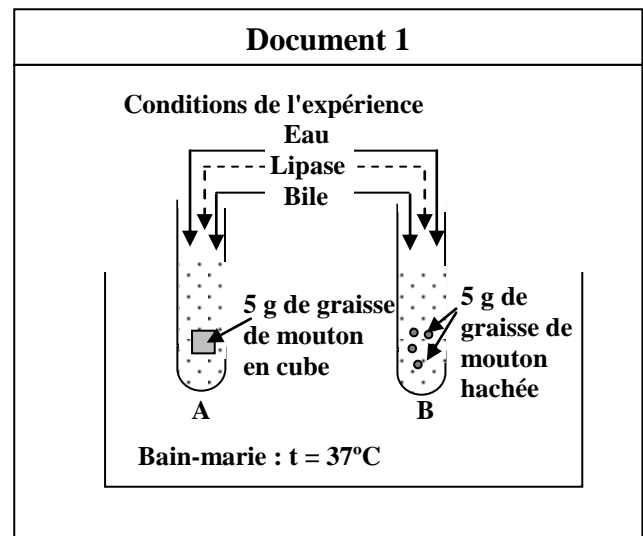 Document 1
Conditions de l'expérience
Eau
Lipase
Bile
5 g de graisse
de mouton
en cube
5 g de
graisse de
mouton
hachée
A
B
Bain-marie : t = 37ºC